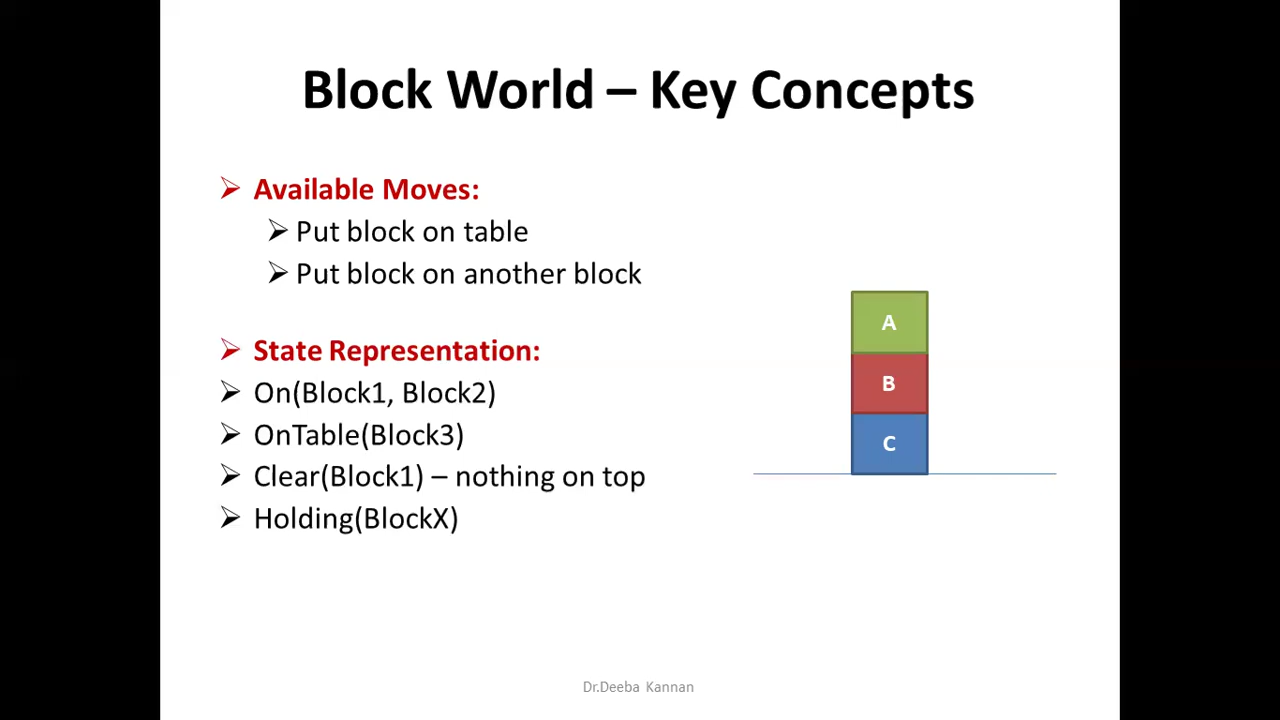 Block World – Key Concepts
Available Moves:
Put block on table
Put block on another block
State Representation:
On(Block1, Block2)
OnTable(Block3)
Clear(Block1) – nothing on top
Holding(BlockX)
A
B
C
Dr.Deeba Kannan